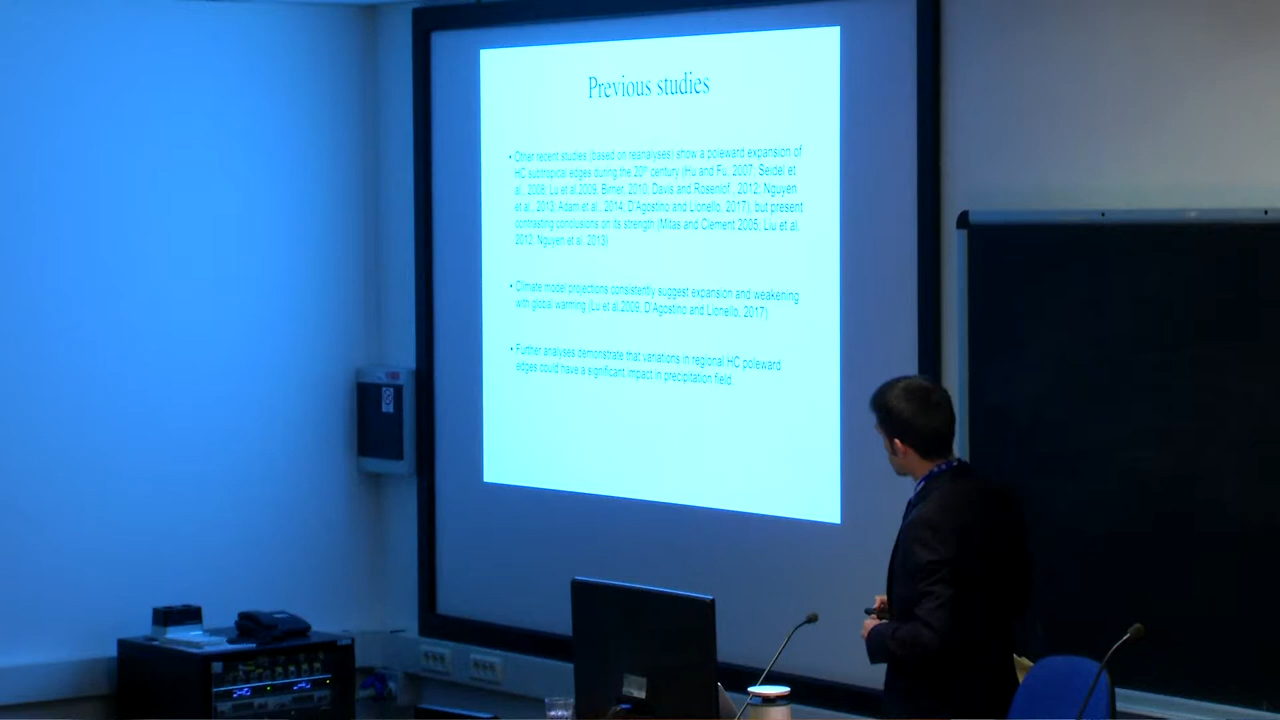 Previous studies
• Other recent studies (based on reanalyses) show a poleward expansion of
HC subtropical edges during the 20th century (Hu and Fu, 2007; Seidel et
al., 2008; Lu et al.2009; Birner, 2010; Davis and Rosenlof, 2012; Nguyen
et al., 2013; Adam et al., 2014, D'Agostino and Lionello, 2017), but present
contrasting conclusions on its strength (Mitas and Clement 2005; Liu et al.
2012; Nguyen et al. 2013)
• Climate model projections consistently suggest expansion and weakening
with global warming (Lu et al.2009, D'Agostino and Lionello, 2017)
• Further analyses demonstrate that variations in regional HC poleward
edges could have a significant impact in precipitation field.